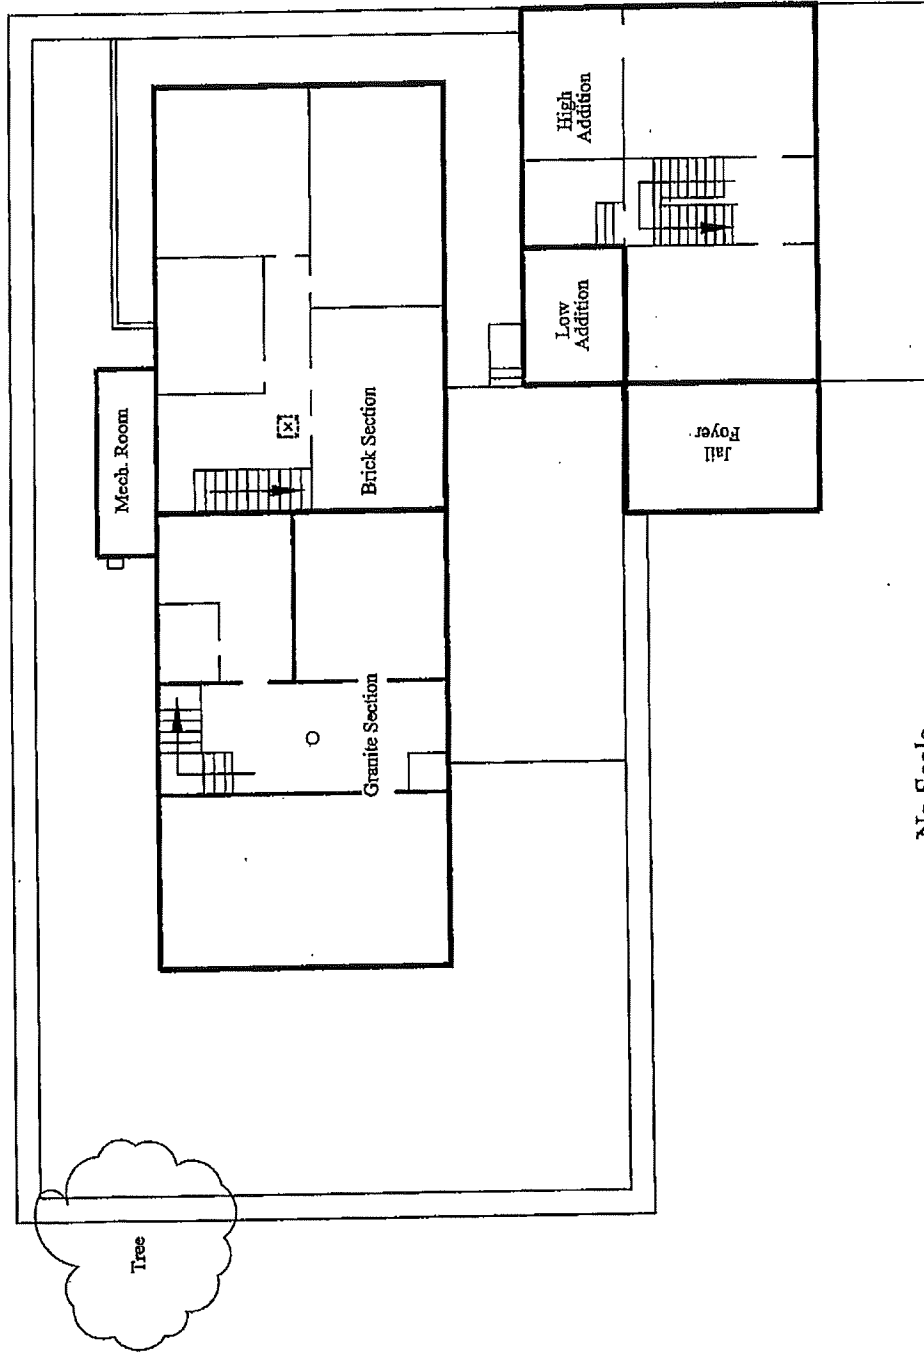 High
Addition
Low
Addition
Jail
Foyer
Mech. Room
x
Brick Section
Granite Section
Tree
No Scale